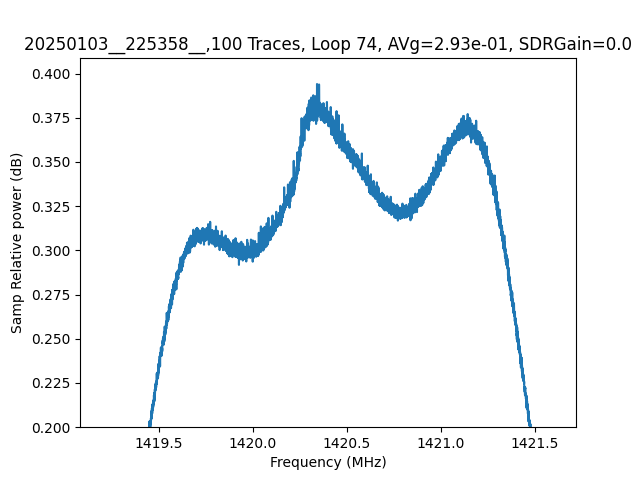 20250103__225358__,100 Traces, Loop 74, AVg=2.93e-01, SDRGain=0.0
0.400
0.375
0.350
0.325
0.300
0.275
0.250
0.225
0.200
Samp Relative power (dB)
1419.5 1420.0 1420.5 1421.0 1421.5
Frequency (MHz)